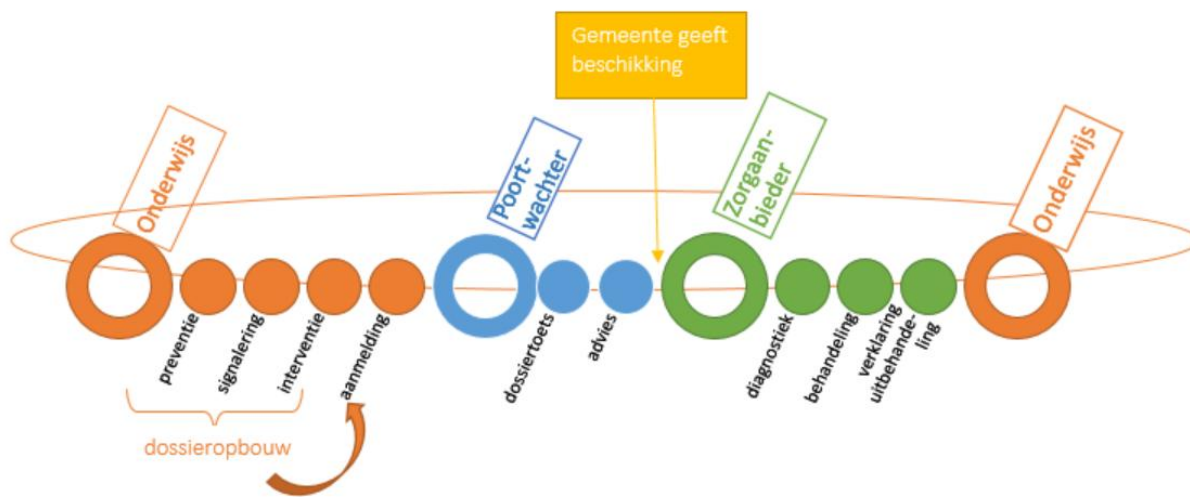 Gemeente geeft
beschikking
Onderwijs
Poort-
wachter
Zorgaan-
bieder
Onderwijs
preventie
signalering
interventie
aanmelding
dossiertoets
advies
diagnostiek
behandeling
verklaring
uitbehande-
ling
dossieropbouw